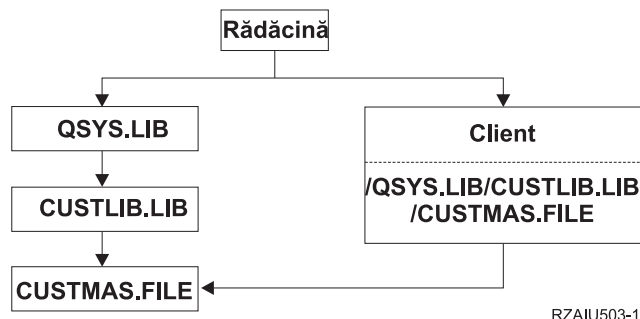 Rădăcină
QSYS.LIB
CUSTLIB.LIB
CUSTMAS.FILE
Client
/QSYS.LIB/CUSTLIB.LIB
/CUSTMAS.FILE
RZAIU503-1